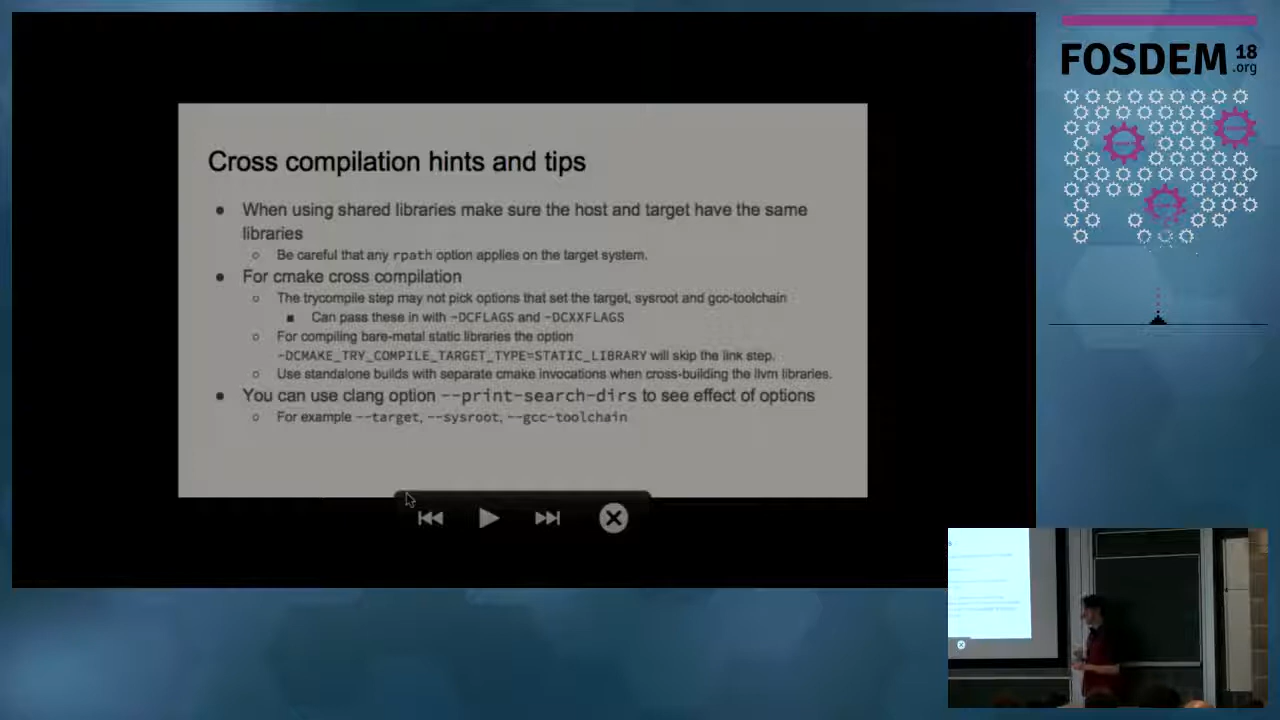 Cross compilation hints and tips
● When using shared libraries make sure the host and target have the same
libraries
○ Be careful that any rpath option applies on the target system.
● For cmake cross compilation
○ The trycompile step may not pick options that set the target, sysroot and gcc-toolchain
■ Can pass these in with -DCFLAGS and -DCXXFLAGS
○ For compiling bare-metal static libraries the option
-DCMAKE_TRY_COMPILE_TARGET_TYPE=STATIC_LIBRARY will skip the link step.
○ Use standalone builds with separate cmake invocations when cross-building the llvm libraries.
● You can use clang option --print-search-dirs to see effect of options
○ For example --target, --sysroot, --gcc-toolchain
FOSDEM 18
.org